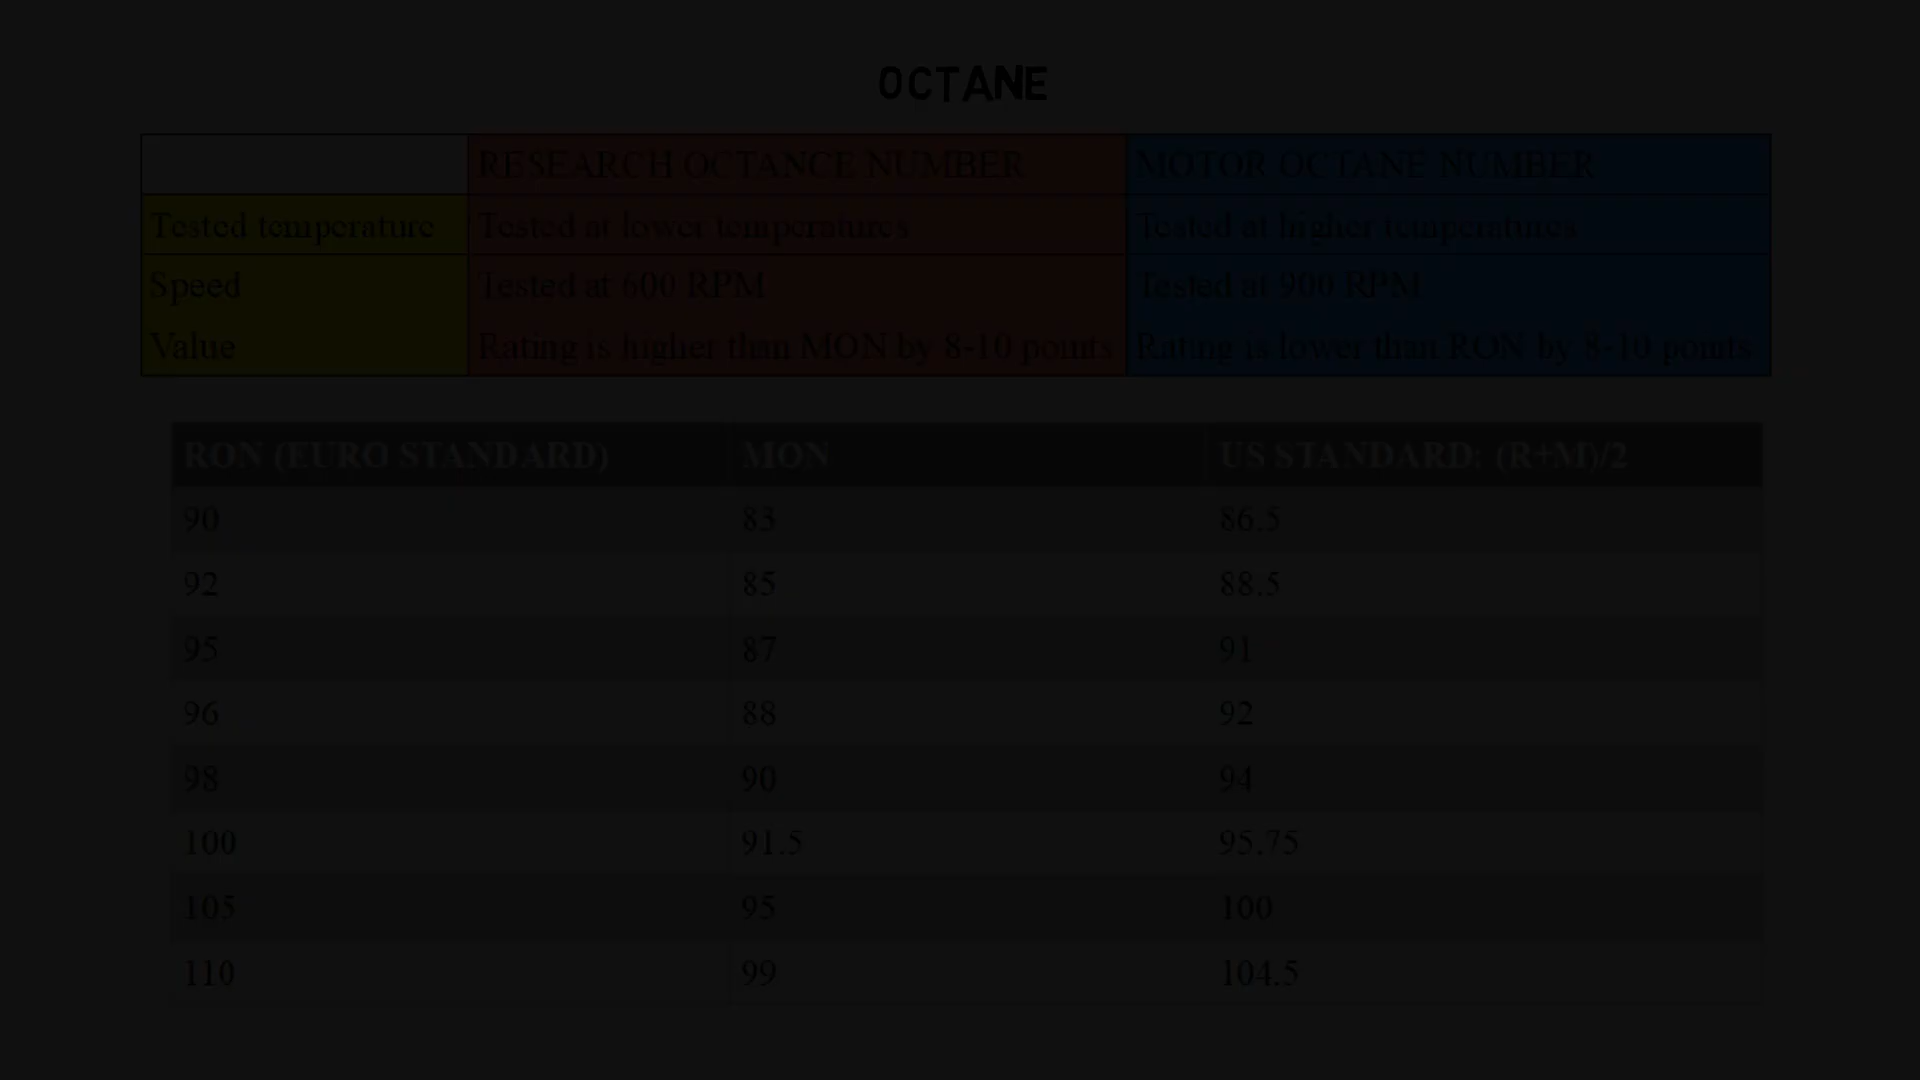 OCTANE
RESEARCH OCTANCE NUMBER MOTOR OCTANE NUMBER
Tested temperature Tested at lower temperatures Tested at higher temperatures
Speed Tested at 600 RPM Tested at 900 RPM
Value Rating is higher than MON by 8-10 points Rating is lower than RON by 8-10 points
RON (EURO STANDARD) MON US STANDARD: (R+M)/2
90 83 86.5
92 85 88.5
95 87 91
96 88 92
98 90 94
100 91.5 95.75
105 95 100
110 99 104.5